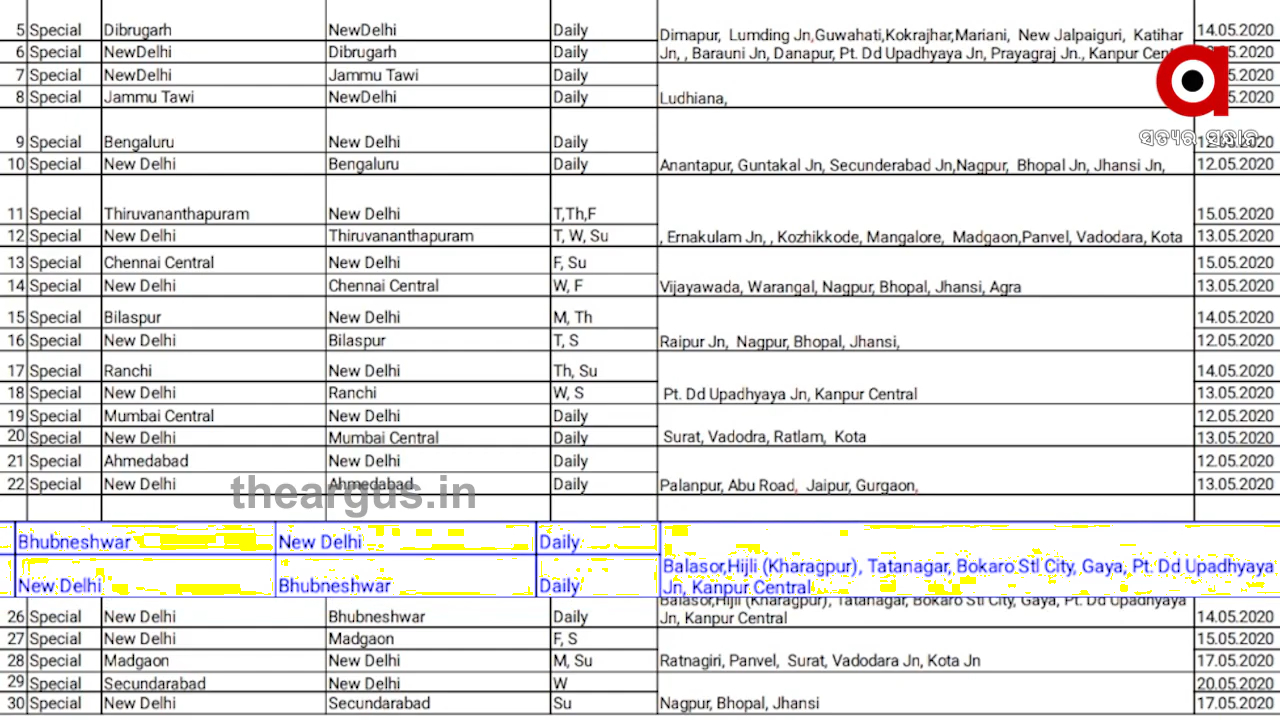 5 Special Dibrugarh NewDelhi Daily Dimapur, Lumding Jn,Guwahati,Kokrajhar,Mariani, New Jalpaiguri, Katihar 14.05.2020
6 Special NewDelhi Dibrugarh Daily Jn, , Barauni Jn, Danapur, Pt. Dd Upadhyaya Jn, Prayagraj Jn., Kanpur
7 Special NewDelhi Jammu Tawi Daily
8 Special Jammu Tawi NewDelhi Daily Ludhiana,
9 Special Bengaluru New Delhi Daily
10 Special New Delhi Bengaluru Daily Anantapur, Guntakal Jn, Secunderabad Jn,Nagpur, Bhopal Jn, Jhansi Jn, 12.05.2020
11 Special Thiruvananthapuram New Delhi T,Th,F 15.05.2020
12 Special New Delhi Thiruvananthapuram T, W, Su , Ernakulam Jn, , Kozhikkode, Mangalore, Madgaon,Panvel, Vadodara, Kota 13.05.2020
13 Special Chennai Central New Delhi F, Su 15.05.2020
14 Special New Delhi Chennai Central W, F Vijayawada, Warangal, Nagpur, Bhopal, Jhansi, Agra 13.05.2020
15 Special Bilaspur New Delhi M, Th 14.05.2020
16 Special New Delhi Bilaspur T, S Raipur Jn, Nagpur, Bhopal, Jhansi, 12.05.2020
17 Special Ranchi New Delhi Th, Su 14.05.2020
18 Special New Delhi Ranchi W, S Pt. Dd Upadhyaya Jn, Kanpur Central 13.05.2020
19 Special Mumbai Central New Delhi Daily 12.05.2020
20 Special New Delhi Mumbai Central Daily Surat, Vadodra, Ratlam, Kota 13.05.2020
21 Special Ahmedabad New Delhi Daily 12.05.2020
22 Special New Delhi Ahmedabad Daily Palanpur, Abu Road, Jaipur, Gurgaon, 13.05.2020
theargus.in
Bhubneshwar New Delhi Daily
Balasor,Hijli (Kharagpur), Tatanagar, Bokaro Stl City, Gaya, Pt. Dd Upadhyaya
New Delhi Bhubneshwar Daily Jn, Kanpur Central
Balasor,Hijli (Kharagpur), Tatanagar, Bokaro Stl City, Gaya, Pt. Dd Upadhyaya
26 Special New Delhi Bhubneshwar Daily Jn, Kanpur Central 14.05.2020
27 Special New Delhi Madgaon F, S 15.05.2020
28 Special Madgaon New Delhi M, Su Ratnagiri, Panvel, Surat, Vadodara Jn, Kota Jn 17.05.2020
29 Special Secundarabad New Delhi W 20.05.2020
30 Special New Delhi Secundarabad Su Nagpur, Bhopal, Jhansi 17.05.2020